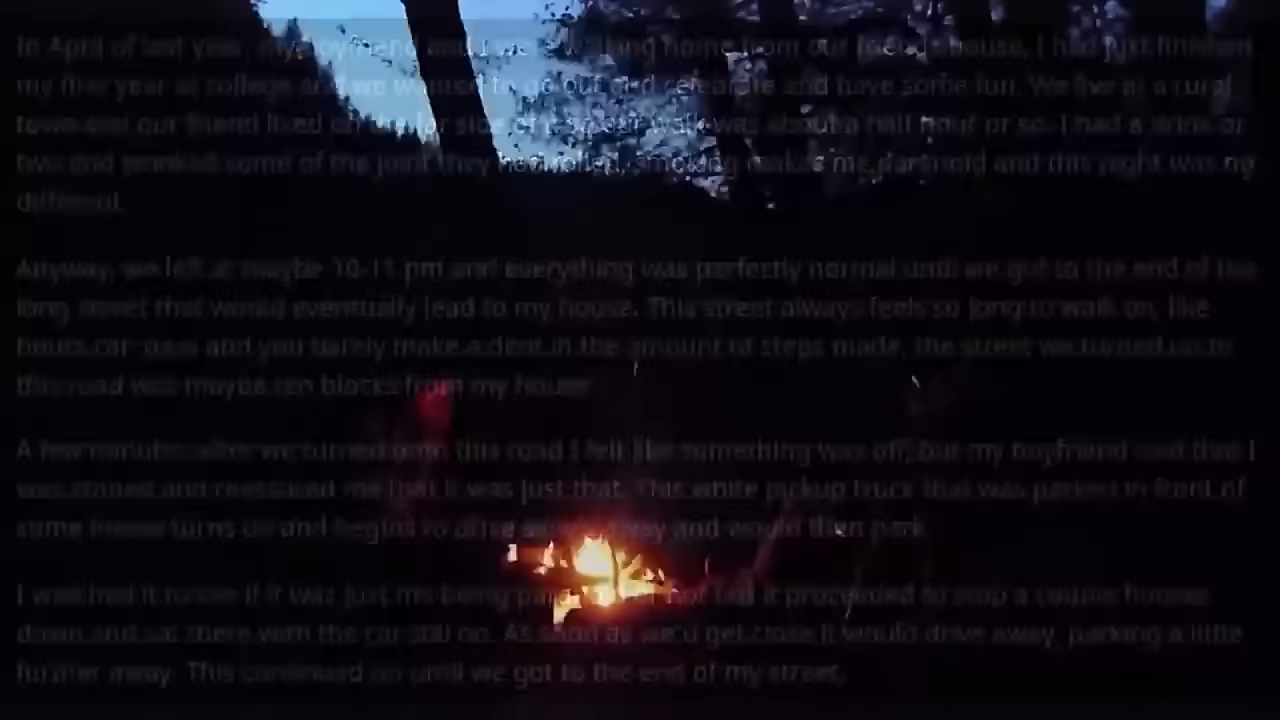 In April of last year, my boyfriend and I were walking home from our friend's house, I had just finished
my first year at college and we wanted to go out and celebrate and have some fun. We live in a rural
town and our friend lived on the far side of it so our walk was about a half hour or so. I had a drink or
two and smoked some of the joint they had rolled, smoking makes me paranoid and this night was no
different.
Anyway, we left at maybe 10-11 pm and everything was perfectly normal until we got to the end of the
long street that would eventually lead to my house. This street always feels so long to walk on, like
hours can pass and you barely make a dent in the amount of steps made, the street we turned on to
this road was maybe ten blocks from my house.
A few minutes after we turned onto this road I felt like something was off, but my boyfriend said that I
was stoned and reassured me that it was just that. This white pickup truck that was parked in front of
some house turns on and begins to drive away and would then park
I watched it to see if it was just me being paranoid or not but it proceeded to stop a couple houses
down and sat there with the car still on. As soon as we'd get close it would drive away, parking a little
further away. This continued on until we got to the end of my street.